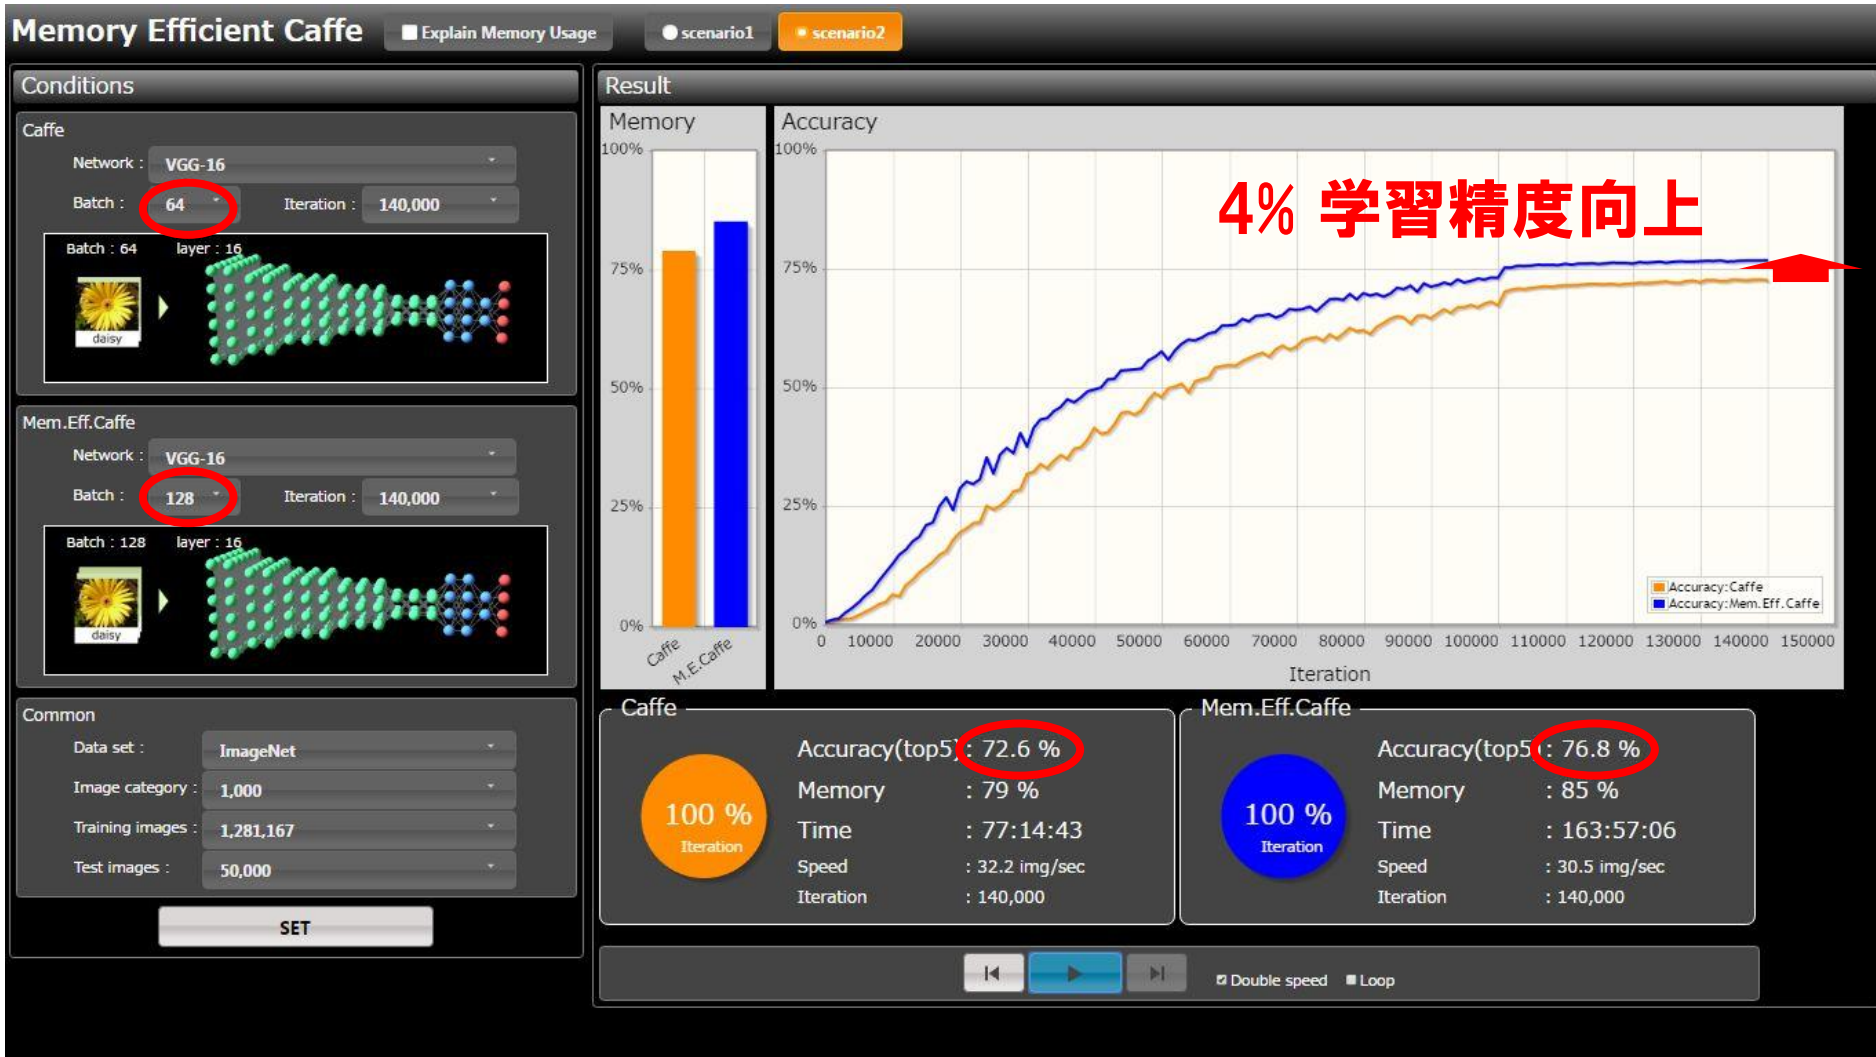 Memory Efficient Caffe
Explain Memory Usage
scenario1
scenario2
Conditions
Caffe
Network : VGG-16
Batch : 64 Iteration : 140,000
Batch : 64 layer : 16
daisy
Mem.Eff.Caffe
Network : VGG-16
Batch : 128 Iteration : 140,000
Batch : 128 layer : 16
daisy
Common
Data set : ImageNet
Image category : 1,000
Training images : 1,281,167
Test images : 50,000
SET
Result
Memory
100%
75%
50%
25%
0%
Caffe
M.E.Caffe
Accuracy
100%
75%
50%
25%
0%
4% 学習精度向上
Accuracy:Caffe
Accuracy:Mem.Eff.Caffe
0 10000 20000 30000 40000 50000 60000 70000 80000 90000 100000 110000 120000 130000 140000 150000
Iteration
Caffe
100 %
Iteration
Accuracy(top5) : 72.6 %
Memory : 79 %
Time : 77:14:43
Speed : 32.2 img/sec
Iteration : 140,000
Mem.Eff.Caffe
100 %
Iteration
Accuracy(top5) : 76.8 %
Memory : 85 %
Time : 163:57:06
Speed : 30.5 img/sec
Iteration : 140,000
Double speed
Loop